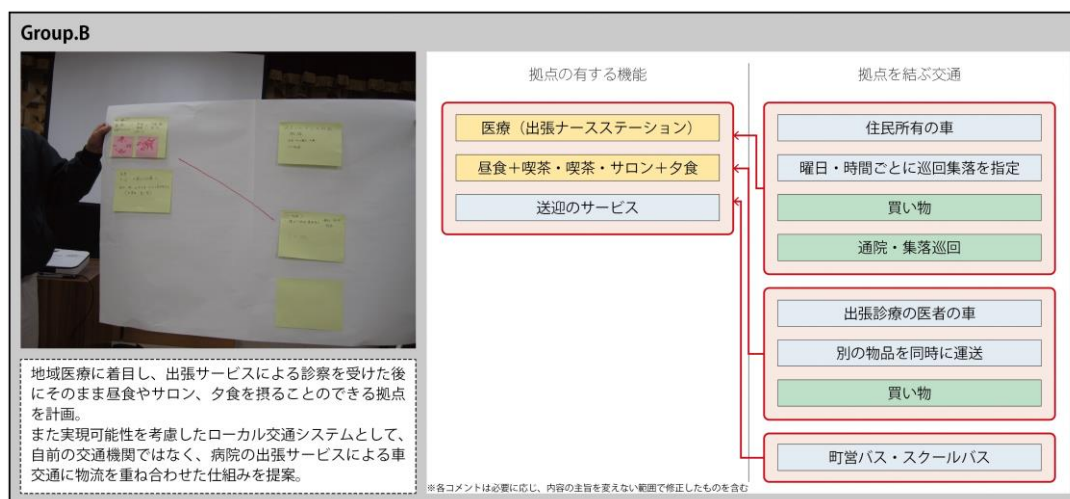 Group.B
拠点の有する機能
拠点を結ぶ交通
医療（出張ナースステーション）
昼食＋喫茶・喫茶・サロン＋夕食
送迎のサービス
住民所有の車
曜日・時間ごとに巡回集落を指定
買い物
通院・集落巡回
出張診療の医者の車
別の物品を同時に運送
買い物
町営バス・スクールバス
地域医療に着目し、出張サービスによる診察を受けた後
にそのまま昼食やサロン、夕食を摂ることのできる拠点
を計画。
また実現可能性を考慮したローカル交通システムとして、
自前の交通機関ではなく、病院の出張サービスによる車
交通に物流を重ね合わせた仕組みを提案。
※各コメントは必要に応じ、内容の主旨を変えない範囲で修正したものを含む